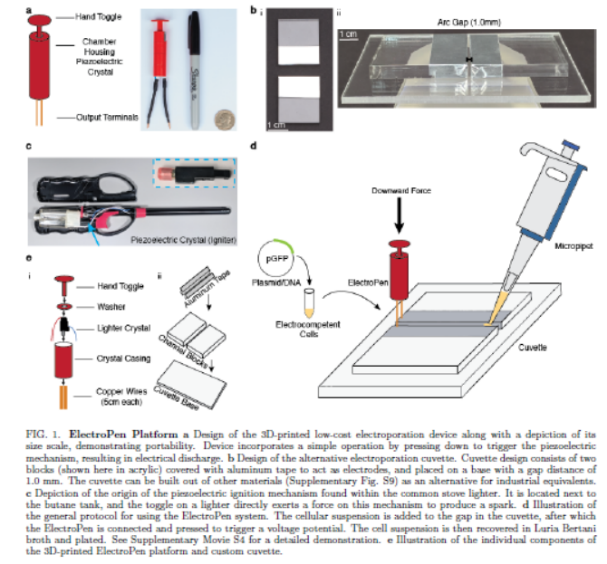 a
Hand Toggle
Chamber
Housing
Piezoelectric
Crystal
Output Terminals
Sharpie
b
i
1 cm
ii
Arc Gap (1.0mm)
1 cm
c
Piezoelectric Crystal (Igniter)
d
Downward Force
pGFP
Plasmid/DNA
ElectroPen
Electrocompetent
Cells
Micropipet
Cuvette
e
i
Hand Toggle
Washer
Lighter Crystal
Crystal Casing
Copper Wires
(5cm each)
ii
Aluminum Tape
Channel Blocks
Cuvette Base
FIG. 1. ElectroPen Platform a Design of the 3D-printed low-cost electroporation device along with a depiction of its
size scale, demonstrating portability. Device incorporates a simple operation by pressing down to trigger the piezoelectric
mechanism, resulting in electrical discharge. b Design of the alternative electroporation cuvette. Cuvette design consists of two
blocks (shown here in acrylic) covered with aluminum tape to act as electrodes, and placed on a base with a gap distance of
1.0 mm. The cuvette can be built out of other materials (Supplementary Fig. S9) as an alternative for industrial equivalents.
c Depiction of the origin of the piezoelectric ignition mechanism found within the common stove lighter. It is located next to
the butane tank, and the toggle on a lighter directly exerts a force on this mechanism to produce a spark. d Illustration of
the general protocol for using the ElectroPen system. The cellular suspension is added to the gap in the cuvette, after which
the ElectroPen is connected and pressed to trigger a voltage potential. The cell suspension is then recovered in Luria Bertani
broth and plated. See Supplementary Movie S4 for a detailed demonstration. e Illustration of the individual components of
the 3D-printed ElectroPen platform and custom cuvette.